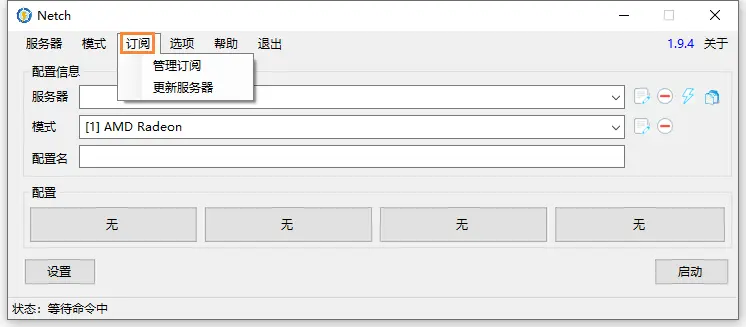 Netch
服务器 模式 订阅 选项 帮助 退出 1.9.4 关于
管理订阅
更新服务器
配置信息
服务器
模式 [1] AMD Radeon
配置名
配置
无 无 无 无
设置 启动
状态：等待命令中